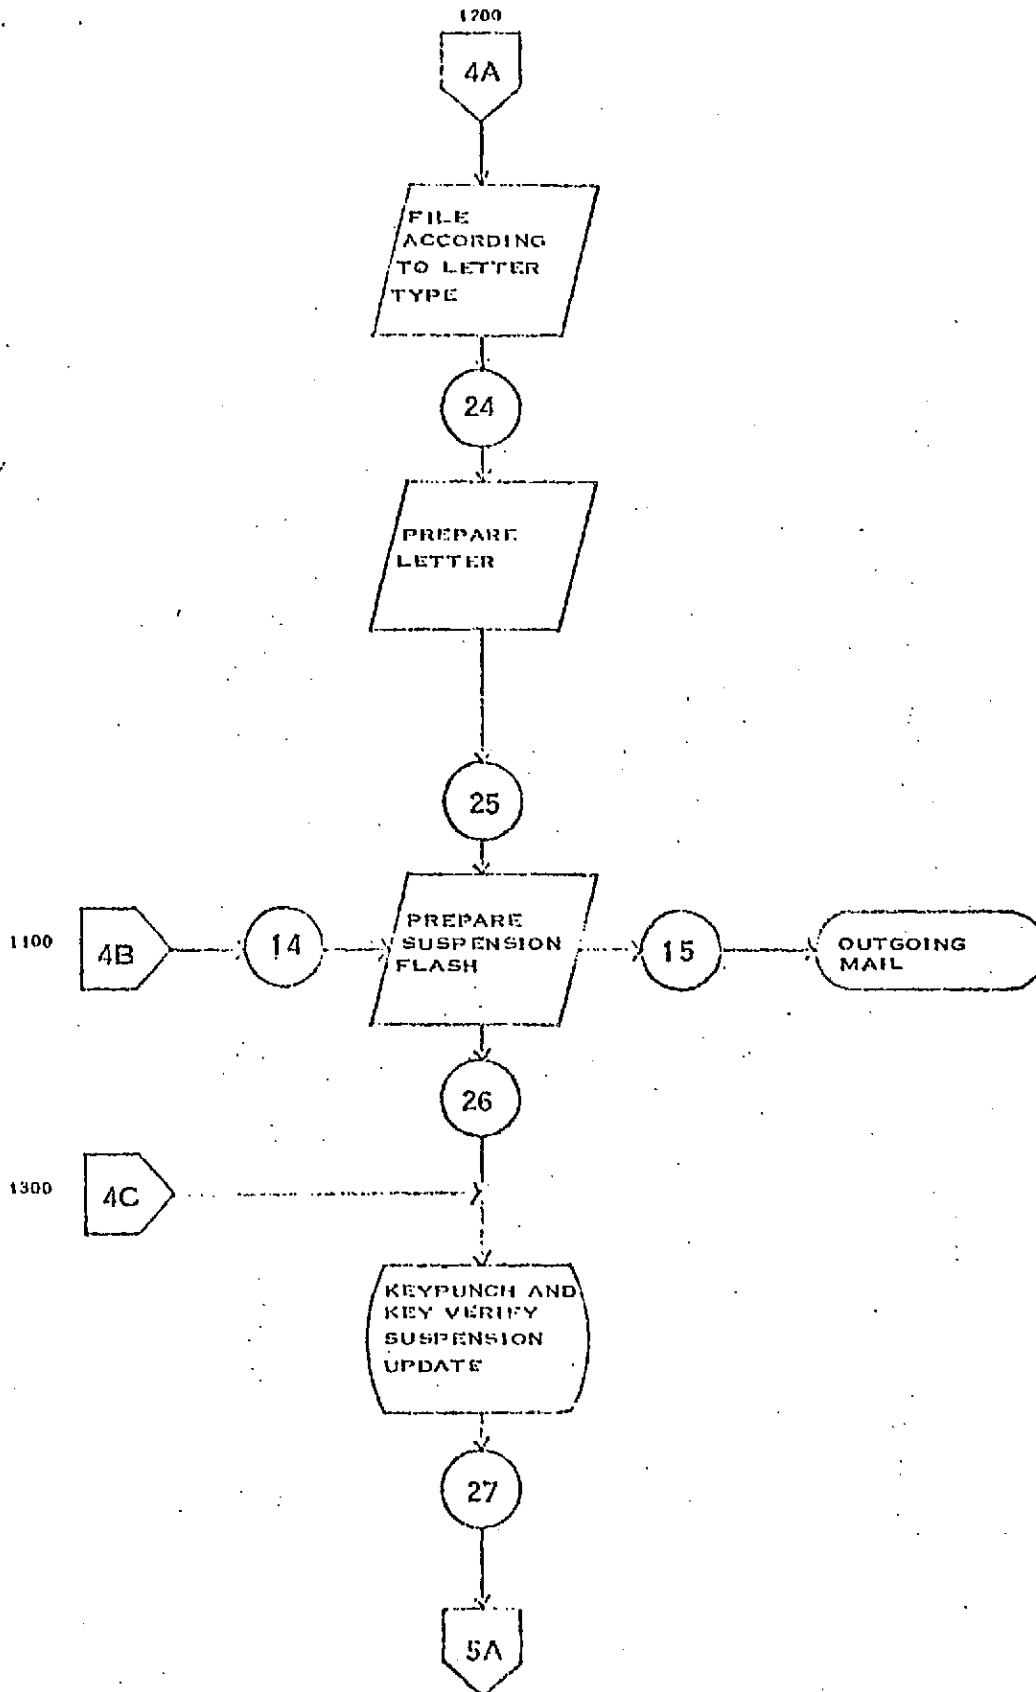 1200
4A
FILE
ACCORDING
TO LETTER
TYPE
24
PREPARE
LETTER
25
1100
4B
14
PREPARE
SUSPENSION
FLASH
15
OUTGOING
MAIL
26
1300
4C
KEYPUNCH AND
KEY VERIFY
SUSPENSION
UPDATE
27
5A